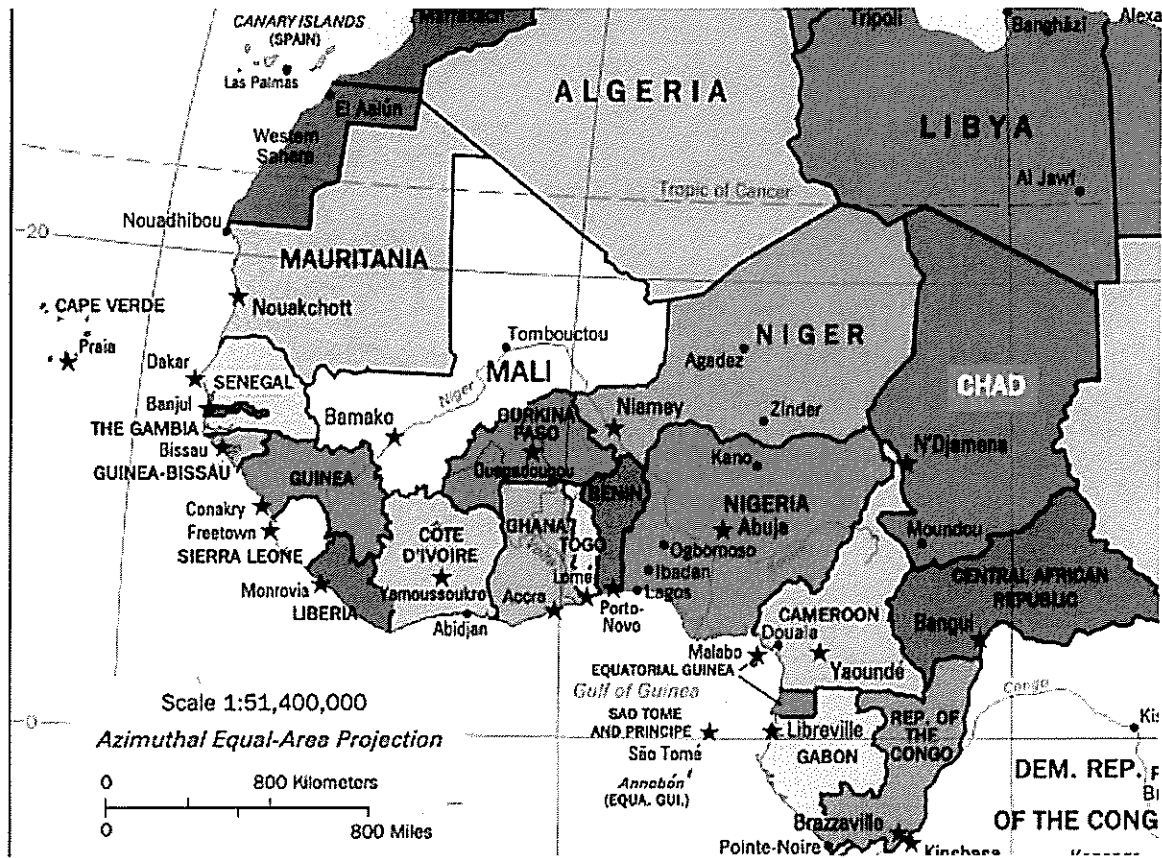 CANARY ISLANDS
(SPAIN)
Las Palmas
El Aaiún
Western
Sahara
Tripoli
Banghāzī
Alexa
ALGERIA
LIBYA
Al Jawf
Tropic of Cancer
Nouadhibou
20
MAURITANIA
Nouakchott
CAPE VERDE
Praia
Tombouctou
NIGER
Agadez
MALI
CHAD
Dakar
SENEGAL
Niger
Banjul
THE GAMBIA
Bamako
BURKINA
FASO
Niamey
Zinder
N'Djamena
Bissau
GUINEA-BISSAU
GUINEA
Ouagadougou
Kano
BENIN
NIGERIA
Abuja
Conakry
Freetown
SIERRA LEONE
CÔTE
D'IVOIRE
GHANA
TOGO
Moundou
Ogbomoso
Ibadan
Lagos
CENTRAL AFRICAN
REPUBLIC
Monrovia
LIBERIA
Yamoussoukro
Lomé
Accra
Porto-
Novo
Abidjan
CAMEROON
Douala
Bangui
Malabo
Yaoundé
EQUATORIAL GUINEA
Gulf of Guinea
Congo
Scale 1:51,400,000
0
Azimuthal Equal-Area Projection
SAO TOME
AND PRINCIPE
São Tomé
Libreville
GABON
REP. OF
THE
CONGO
Kis
Annobón
(EQUA. GUI.)
DEM. REP.
OF THE CONG
0 800 Kilometers
0 800 Miles
Brazzaville
Pointe-Noire
Kinshasa